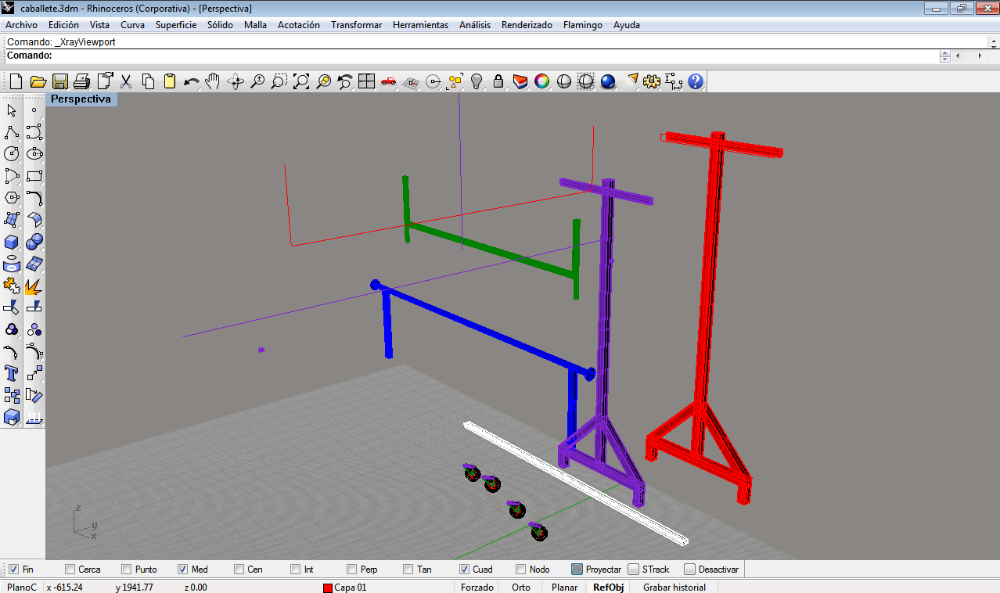 caballete.3dm - Rhinoceros (Corporativa) - [Perspectiva]
Archivo Edición Vista Curva Superficie Sólido Malla Acotación Transformar Herramientas Análisis Renderizado Flamingo Ayuda
Comando: _XrayViewport
Comando:
Perspectiva
z
y
x
Fin Cerca Punto Med Cen Int Perp Tan Cuad Nodo Proyectar STrack Desactivar
PlanoC x -615.24 y 1941.77 z 0.00 Capa 01 Forzado Orto Planar RefObj Grabar historial